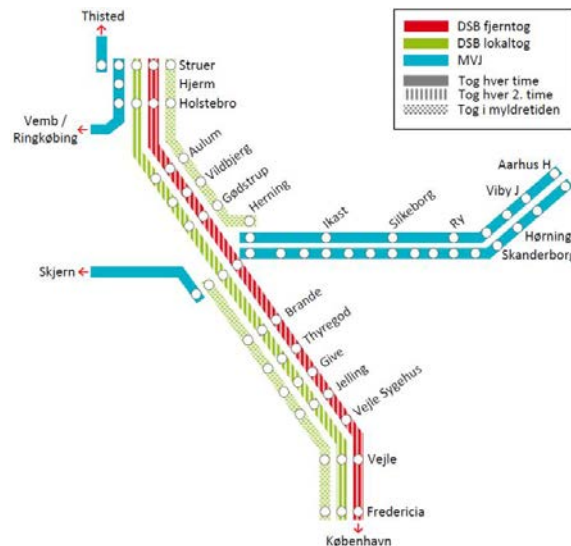 Thisted
DSB fjerntog
DSB lokaltog
MVJ
Tog hver time
Tog hver 2. time
Tog i myldretiden
Struer
Hjerm
Holstebro
Vemb /
Ringkøbing
Aulum
Vildbjerg
Gødstrup
Herning
Aarhus H
Viby J
Ikast
Silkeborg
Ry
Hørning
Skanderborg
Skjern
Brande
Thyregod
Give
Jelling
Vejle Sygehus
Vejle
Fredericia
København